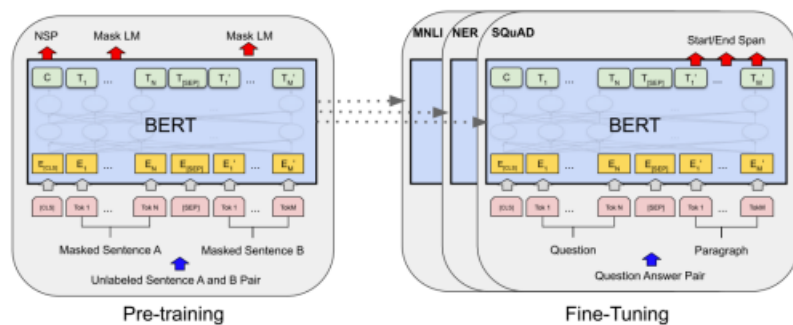 NSP Mask LM Mask LM
C T1 ... TN T[SEP] T1' ... TM'
BERT
E[CLS] E1 ... EN E[SEP] E1' ... EM'
[CLS] Tok 1 ... Tok N [SEP] Tok 1 ... TokM
Masked Sentence A Masked Sentence B
Unlabeled Sentence A and B Pair
Pre-training
MNLI NER SQuAD
Start/End Span
C T1 ... TN T[SEP] T1' ... TM'
BERT
E[CLS] E1 ... EN E[SEP] E1' ... EM'
[CLS] Tok 1 ... Tok N [SEP] Tok 1 ... TokM
Question Paragraph
Question Answer Pair
Fine-Tuning